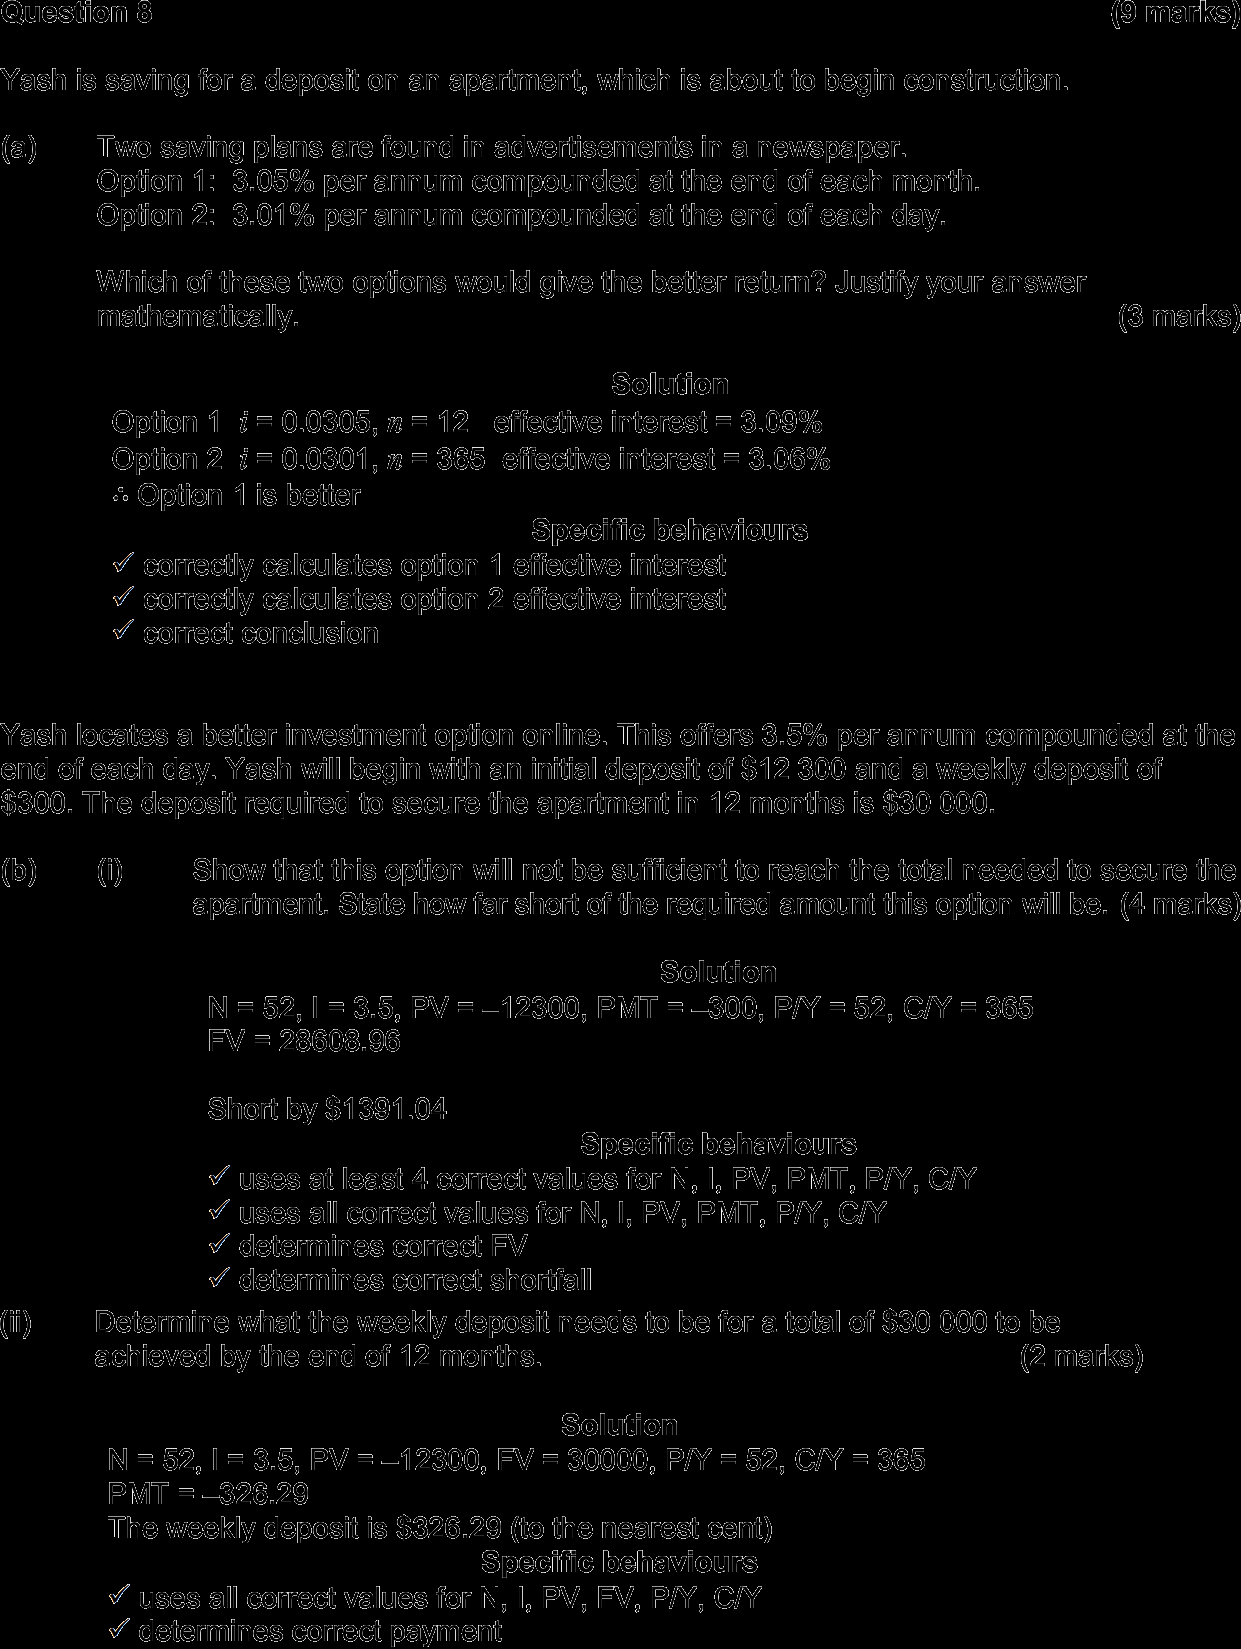 Question 8 (9 marks)
Yash is saving for a deposit on an apartment, which is about to begin construction.
(a) Two saving plans are found in advertisements in a newspaper.
Option 1: 3.05% per annum compounded at the end of each month.
Option 2: 3.01% per annum compounded at the end of each day.
Which of these two options would give the better return? Justify your answer
mathematically. (3 marks)
Solution
Option 1 i = 0.0305, n = 12 effective interest = 3.09%
Option 2 i = 0.0301, n = 365 effective interest = 3.06%
∴ Option 1 is better
Specific behaviours
✓ correctly calculates option 1 effective interest
✓ correctly calculates option 2 effective interest
✓ correct conclusion
Yash locates a better investment option online. This offers 3.5% per annum compounded at the
end of each day. Yash will begin with an initial deposit of $12 300 and a weekly deposit of
$300. The deposit required to secure the apartment in 12 months is $30 000.
(b) (i) Show that this option will not be sufficient to reach the total needed to secure the
apartment. State how far short of the required amount this option will be. (4 marks)
Solution
N = 52, I = 3.5, PV = –12300, PMT = –300, P/Y = 52, C/Y = 365
FV = 28608.96
Short by $1391.04
Specific behaviours
✓ uses at least 4 correct values for N, I, PV, PMT, P/Y, C/Y
✓ uses all correct values for N, I, PV, PMT, P/Y, C/Y
✓ determines correct FV
✓ determines correct shortfall
(ii) Determine what the weekly deposit needs to be for a total of $30 000 to be
achieved by the end of 12 months. (2 marks)
Solution
N = 52, I = 3.5, PV = –12300, FV = 30000, P/Y = 52, C/Y = 365
PMT = –326.29
The weekly deposit is $326.29 (to the nearest cent)
Specific behaviours
✓ uses all correct values for N, I, PV, FV, P/Y, C/Y
✓ determines correct payment